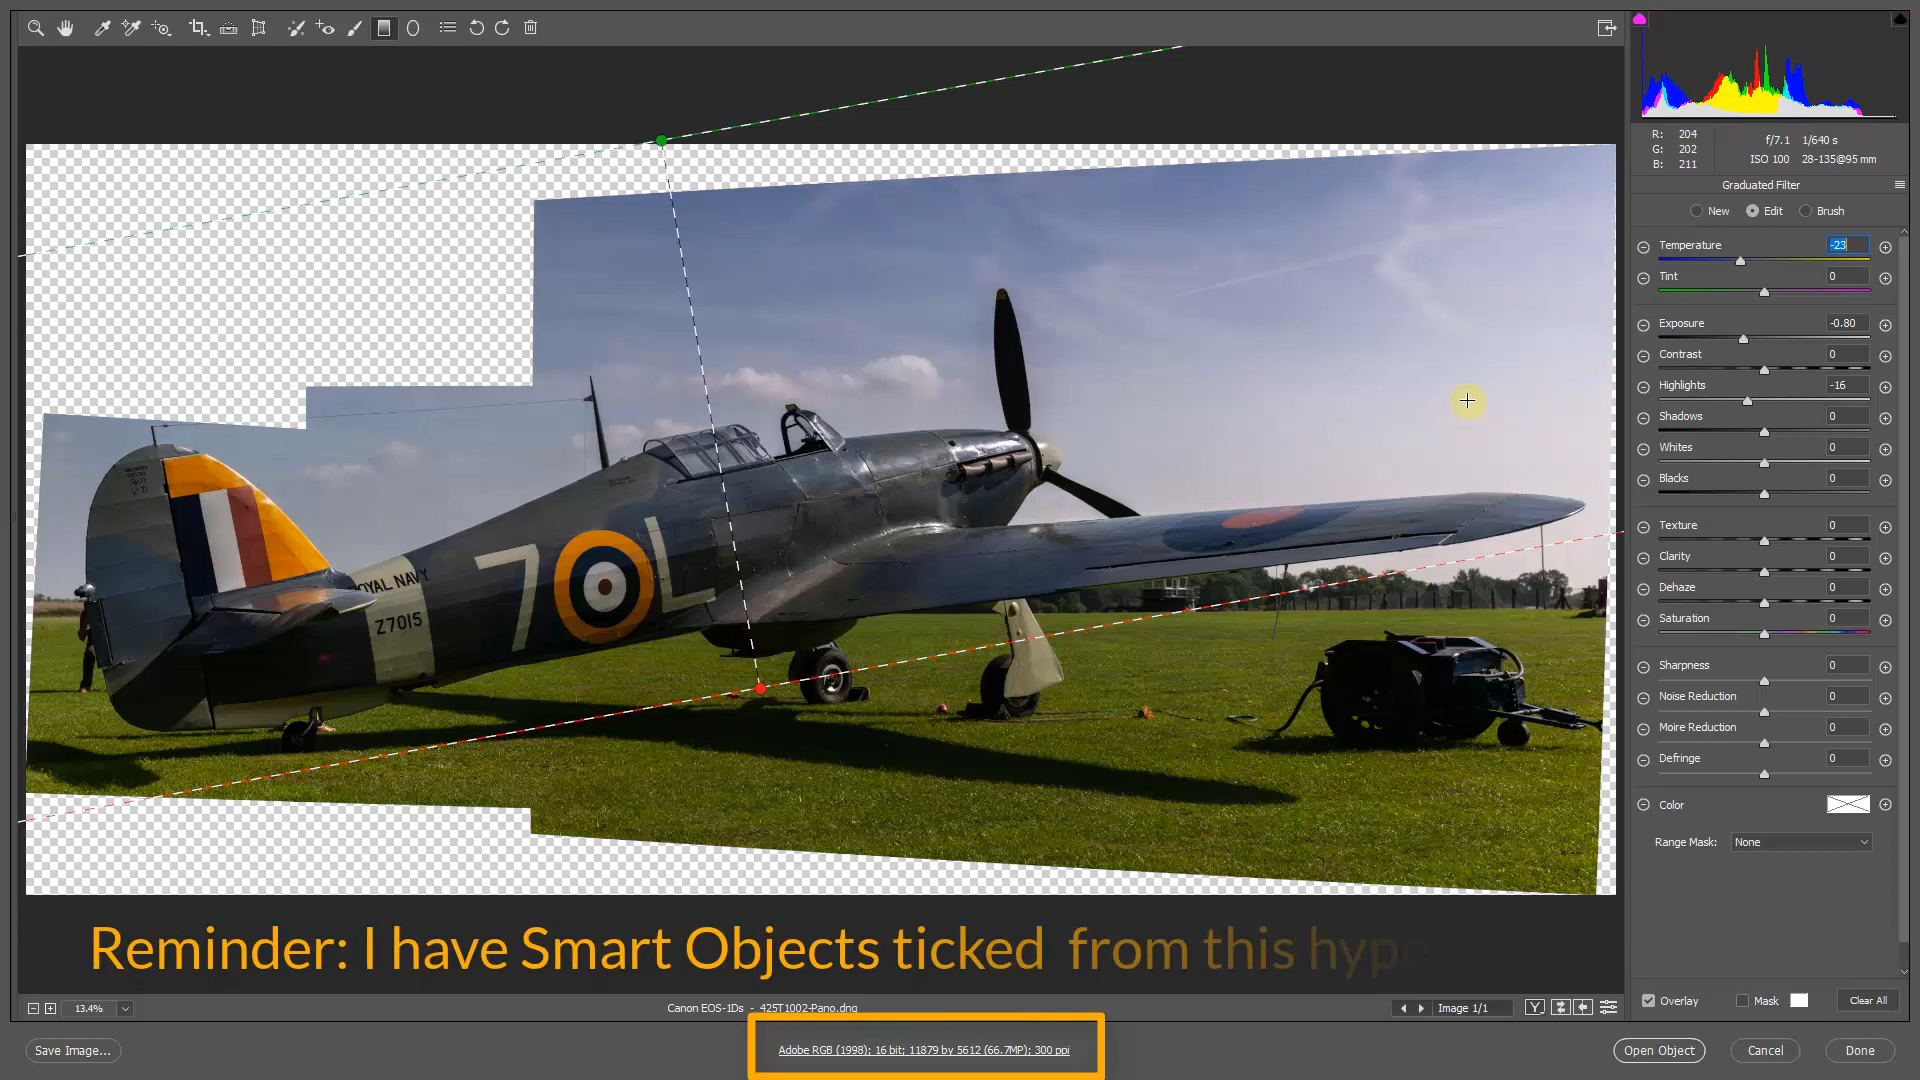 R: 204
G: 202
B: 211
f/7.1 1/640 s
ISO 100 28-135@95 mm
Graduated Filter
New Edit Brush
Temperature -23
Tint 0
Exposure -0.80
Contrast 0
Highlights -16
Shadows 0
Whites 0
Blacks 0
Texture 0
Clarity 0
Dehaze 0
Saturation 0
Sharpness 0
Noise Reduction 0
Moire Reduction 0
Defringe 0
Color
Range Mask: None
Overlay Mask Clear All
7 L
ROYAL NAVY
Z7015
Reminder: I have Smart Objects ticked from this hype
13.4% Canon EOS-1Ds - 425T1002-Pano.dng Image 1/1 Y
Save Image... Adobe RGB (1998); 16 bit; 11879 by 5612 (66.7MP); 300 ppi Open Object Cancel Done